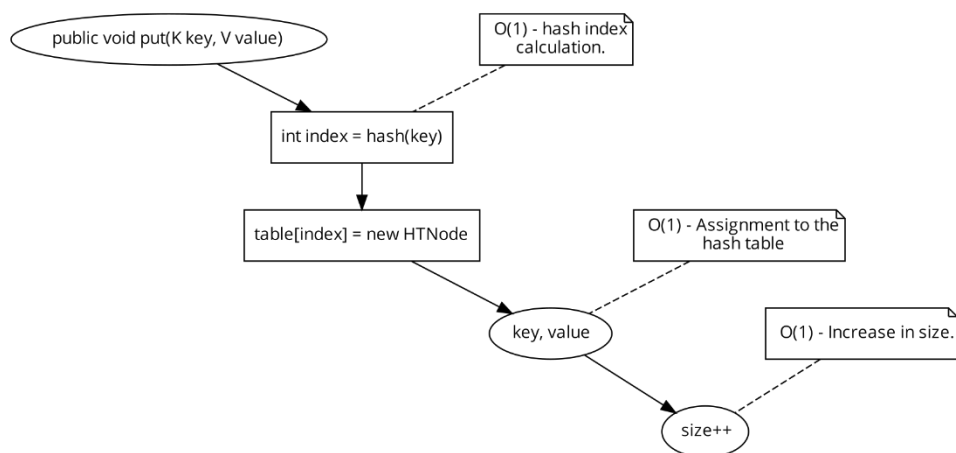 public void put(K key, V value)
O(1) - hash index
calculation.
int index = hash(key)
table[index] = new HTNode
O(1) - Assignment to the
hash table
key, value
O(1) - Increase in size.
size++